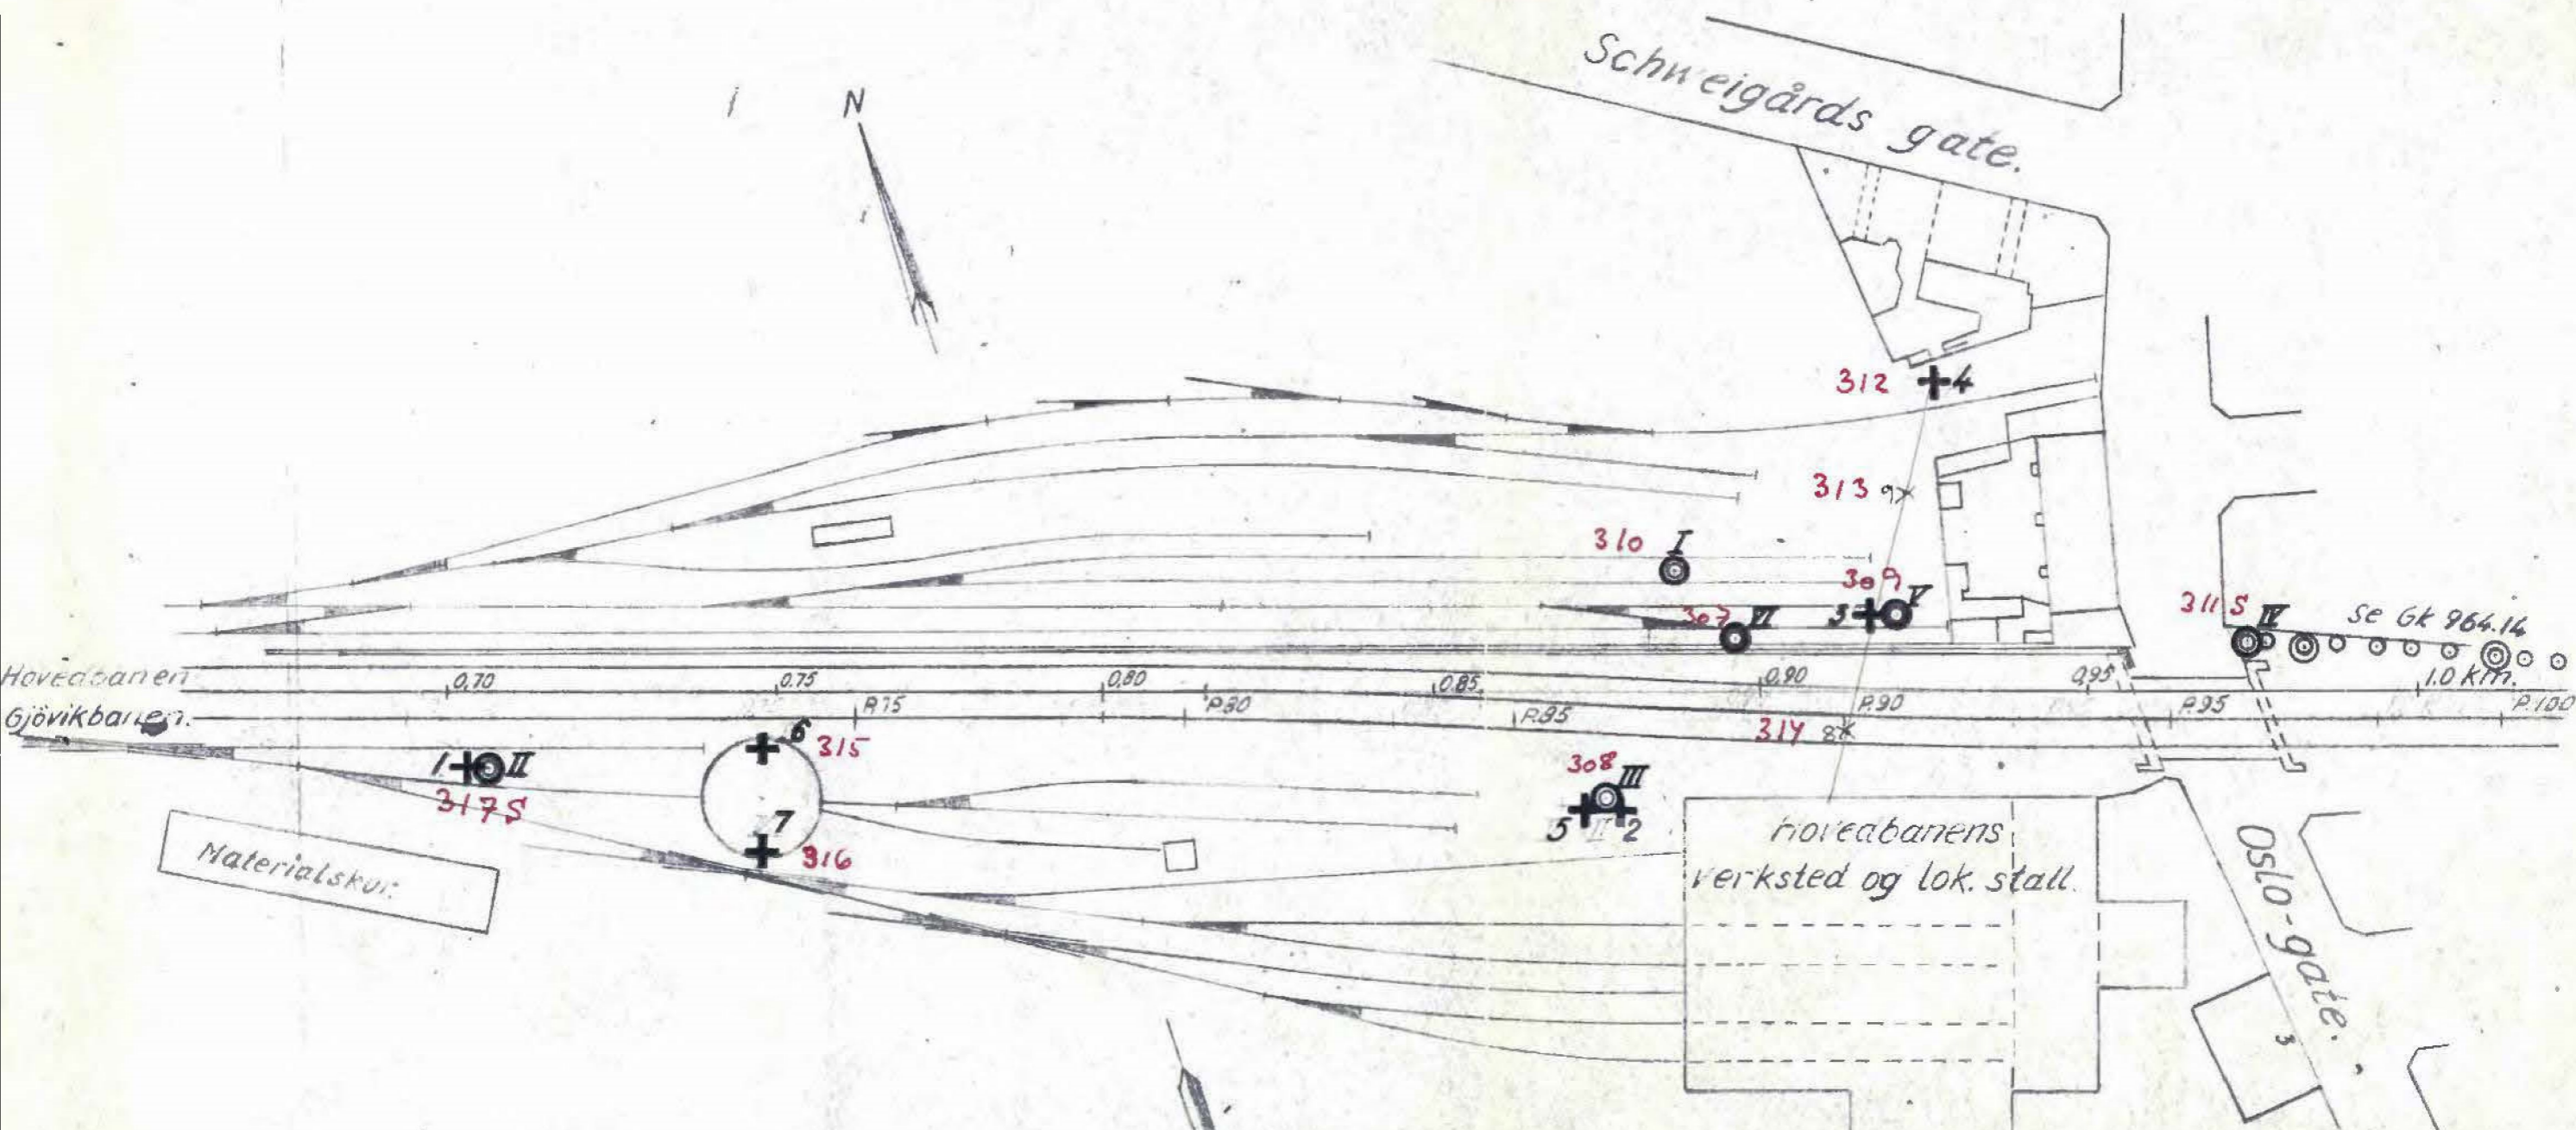 Schweigårds gate.
N
312 4
313 9
310 I
309 V
3
307 VI
311 S IV
se Gk 964.14
Hovedbanen
0,70 0.75 0,80 0.85 0.90 0,95 1.0 km.
Gjövikbanen.
P.75 P.80 P.85 P.90 P.95 P.100
6 315
314 8
1 II
317 S
308 III
5 2
7
316
Materialskur.
Hovedbanens
verksted og lok. stall.
Oslo-gate.
3